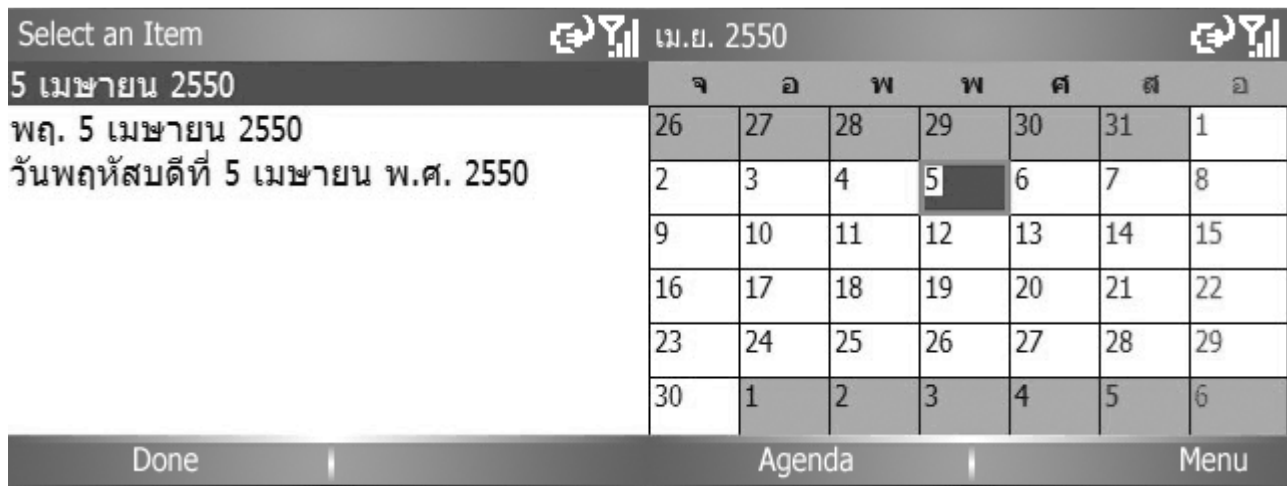 Select an Item
5 เมษายน 2550
พฤ. 5 เมษายน 2550
วันพฤหัสบดีที่ 5 เมษายน พ.ศ. 2550
Done
เม.ย. 2550
จ อ พ พ ศ ส อ
26 27 28 29 30 31 1
2 3 4 5 6 7 8
9 10 11 12 13 14 15
16 17 18 19 20 21 22
23 24 25 26 27 28 29
30 1 2 3 4 5 6
Agenda Menu